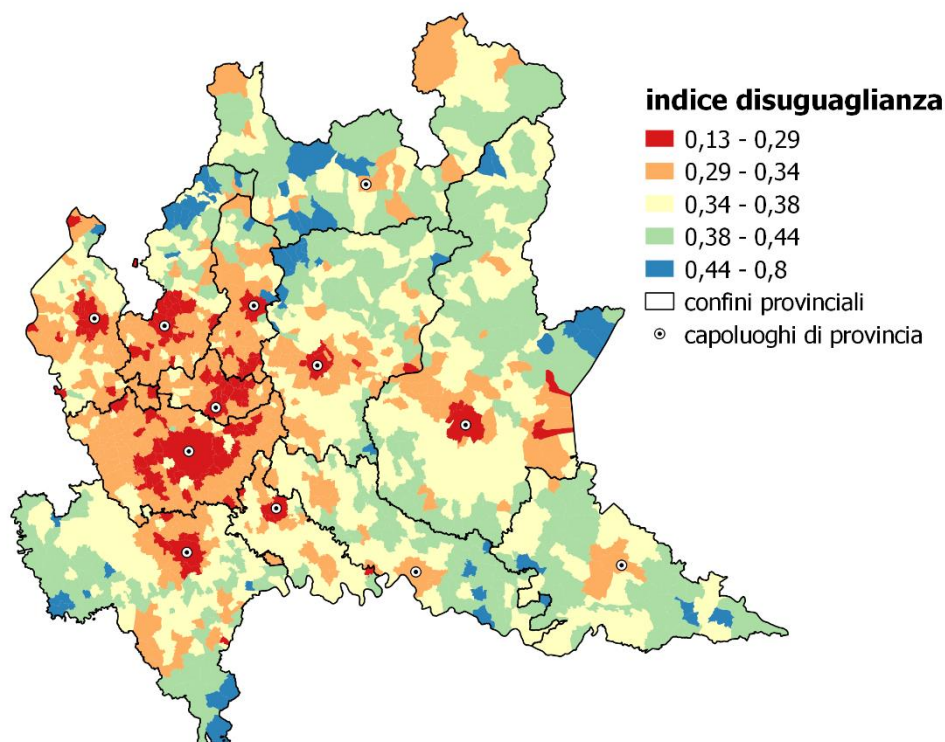 indice disuguaglianza
0,13 - 0,29
0,29 - 0,34
0,34 - 0,38
0,38 - 0,44
0,44 - 0,8
confini provinciali
capoluoghi di provincia